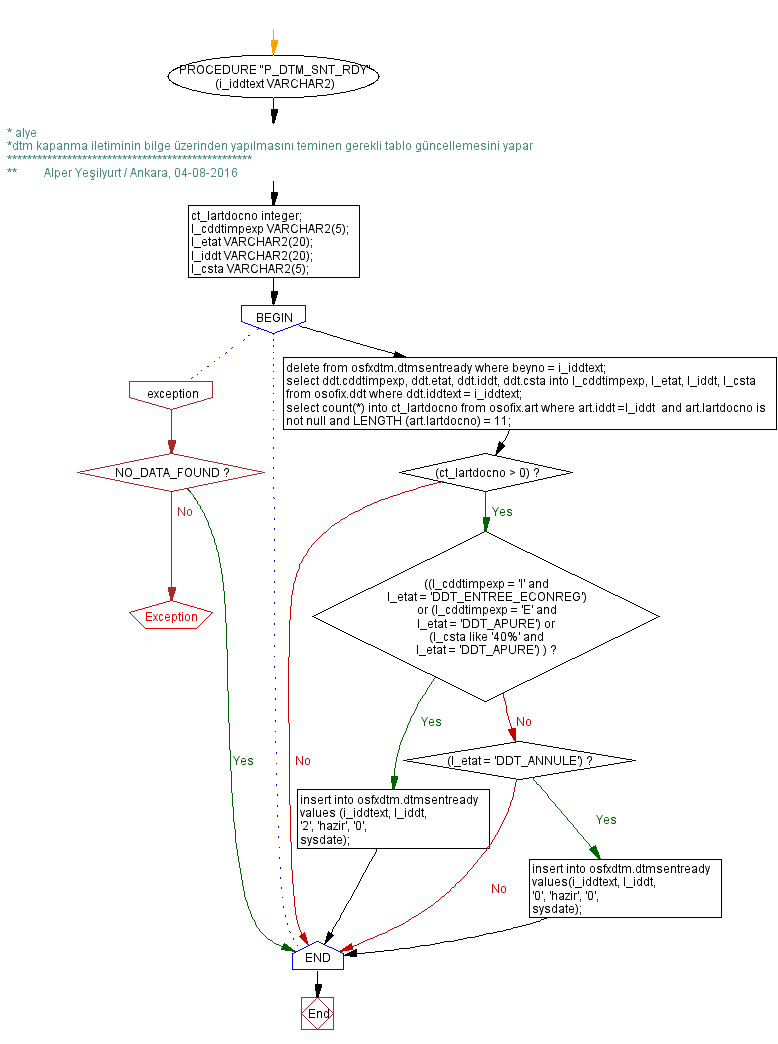 PROCEDURE "P_DTM_SNT_RDY"
(i_iddtext VARCHAR2)
* alye
*dtm kapanma iletiminin bilge üzerinden yapılmasını teminen gerekli tablo güncellemesini yapar
*************************************************
** Alper Yeşilyurt / Ankara, 04-08-2016
ct_lartdocno integer;
l_cddtimpexp VARCHAR2(5);
l_etat VARCHAR2(20);
l_iddt VARCHAR2(20);
l_csta VARCHAR2(5);
BEGIN
delete from osfxdtm.dtmsentready where beyno = i_iddtext;
select ddt.cddtimpexp, ddt.etat, ddt.iddt, ddt.csta into l_cddtimpexp, l_etat, l_iddt, l_csta
from osofix.ddt where ddt.iddtext = i_iddtext;
select count(*) into ct_lartdocno from osofix.art where art.iddt =l_iddt and art.lartdocno is
not null and LENGTH (art.lartdocno) = 11;
exception
NO_DATA_FOUND ?
(ct_lartdocno > 0) ?
No
Yes
Exception
((l_cddtimpexp = 'I' and
l_etat = 'DDT_ENTREE_ECONREG')
or (l_cddtimpexp = 'E' and
l_etat = 'DDT_APURE') or
(l_csta like '40%' and
l_etat = 'DDT_APURE') ) ?
Yes
No
Yes
No
(l_etat = 'DDT_ANNULE') ?
insert into osfxdtm.dtmsentready
values (i_iddtext, l_iddt,
'2', 'hazir', '0',
sysdate);
Yes
No
insert into osfxdtm.dtmsentready
values(i_iddtext, l_iddt,
'0', 'hazir', '0',
sysdate);
END
End